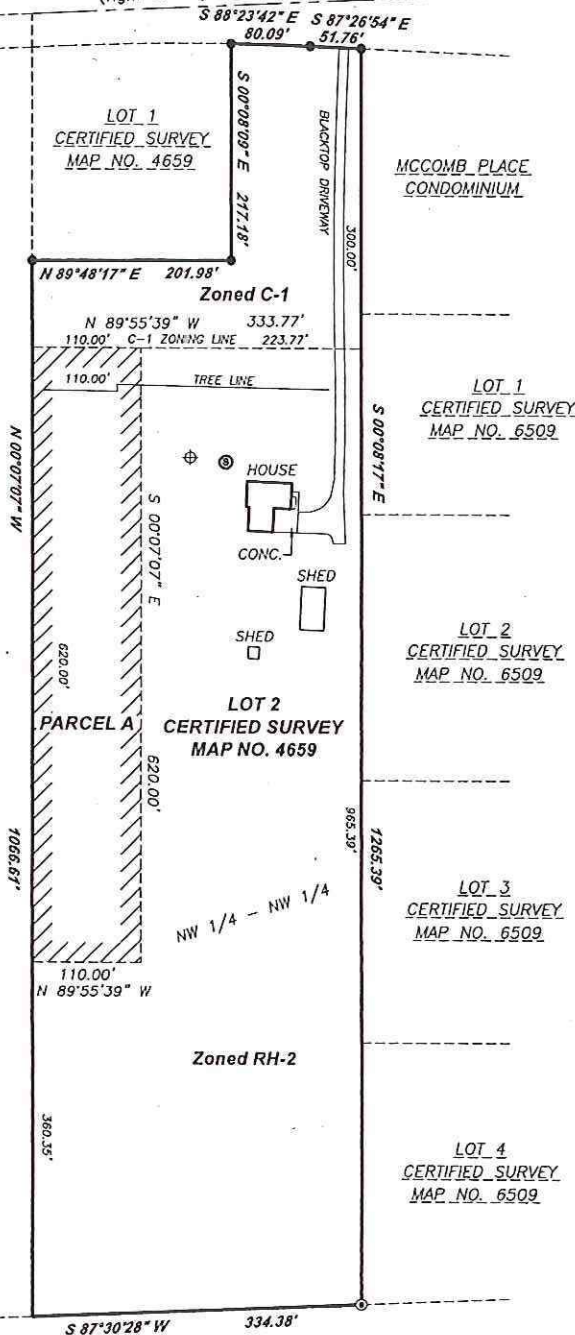 S 88°23'42" E S 87°26'54" E
80.09' 51.76'
LOT 1
CERTIFIED SURVEY
MAP NO. 4659
S 00°08'09" E 217.18'
BLACKTOP DRIVEWAY
300.00'
MCCOMB PLACE
CONDOMINIUM
N 89°48'17" E 201.98'
Zoned C-1
N 89°55'39" W 333.77'
110.00' C-1 ZONING LINE 223.77'
110.00' TREE LINE
LOT 1
CERTIFIED SURVEY
MAP NO. 6509
N 00°07'07" W
S 00°08'17" E
S
HOUSE
S 00°07'07" E
CONC.
SHED
SHED
LOT 2
CERTIFIED SURVEY
MAP NO. 6509
620.00'
PARCEL A
LOT 2
CERTIFIED SURVEY
MAP NO. 4659
620.00'
1066.61'
965.39'
1265.39'
LOT 3
CERTIFIED SURVEY
MAP NO. 6509
NW 1/4 - NW 1/4
110.00'
N 89°55'39" W
Zoned RH-2
360.35'
LOT 4
CERTIFIED SURVEY
MAP NO. 6509
S 87°30'28" W 334.38'